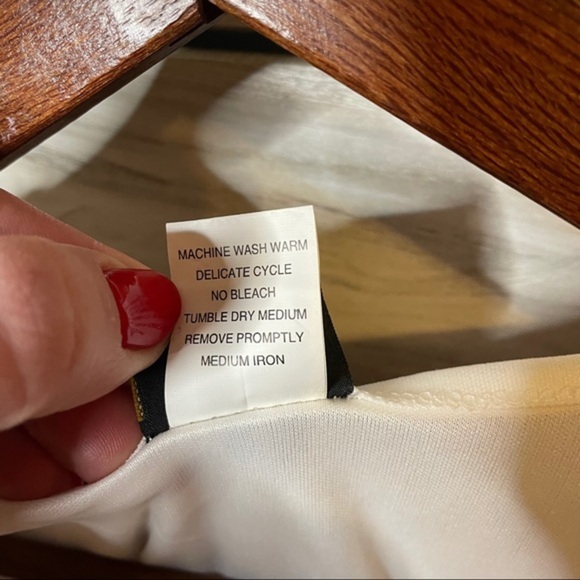 MACHINE WASH WARM
DELICATE CYCLE
NO BLEACH
TUMBLE DRY MEDIUM
REMOVE PROMPTLY
MEDIUM IRON